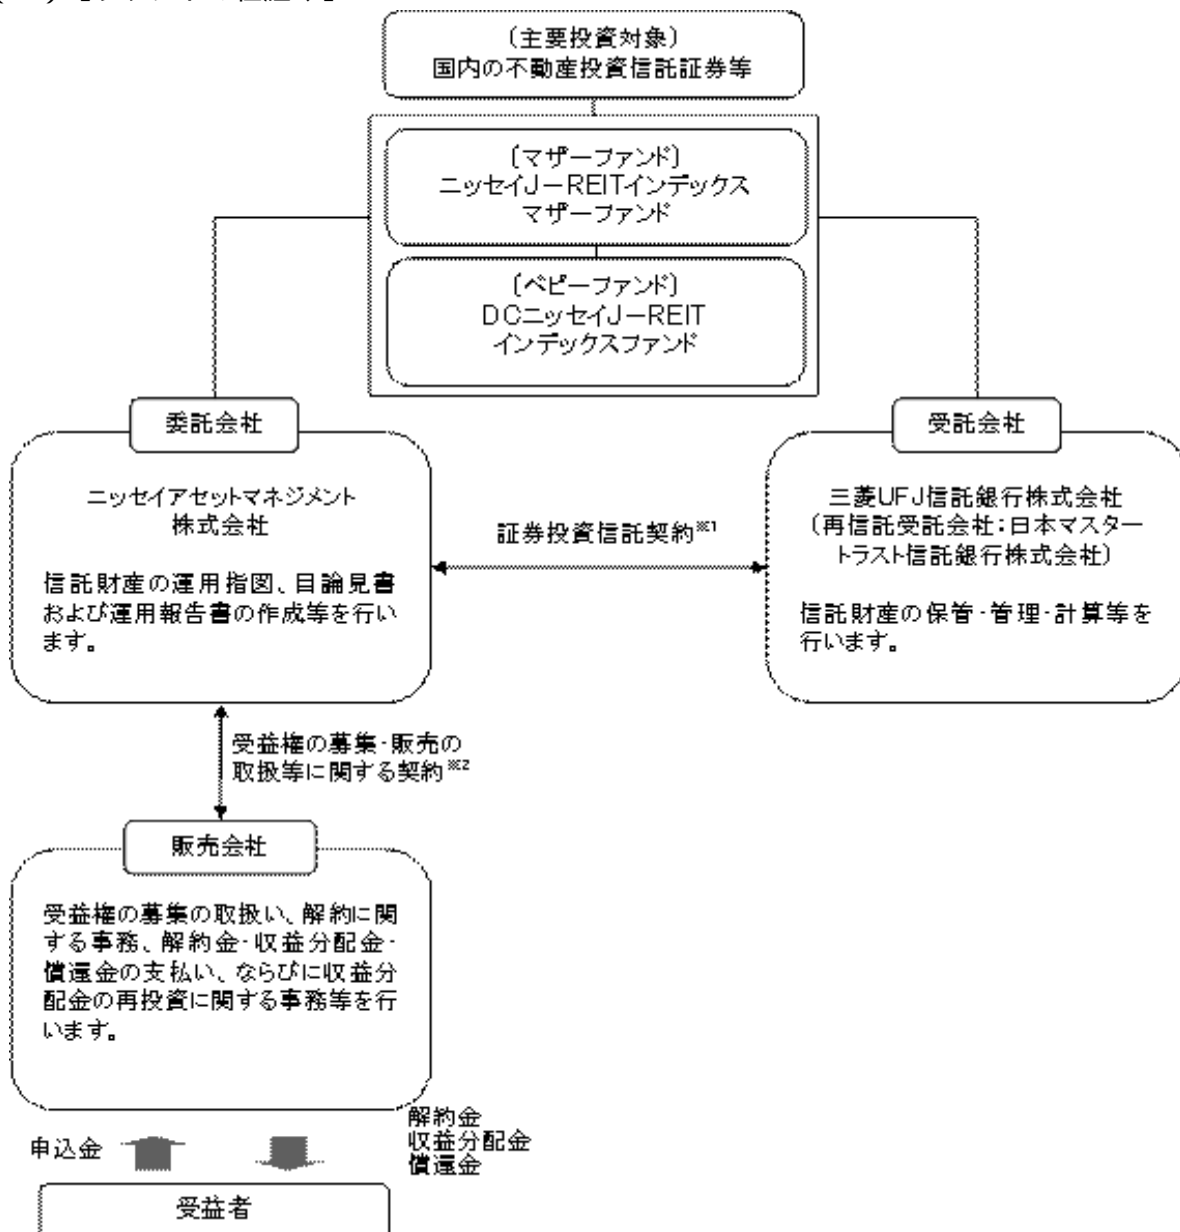 （主要投資対象）
国内の不動産投資信託証券等
〔マザーファンド〕
ニッセイJ－REITインデックス
マザーファンド
〔ベビーファンド〕
DCニッセイJ－REIT
インデックスファンド
委託会社
ニッセイアセットマネジメント
株式会社
信託財産の運用指図、目論見書
および運用報告書の作成等を行い
ます。
証券投資信託契約※1
受託会社
三菱UFJ信託銀行株式会社
（再信託受託会社：日本マスター
トラスト信託銀行株式会社）
信託財産の保管・管理・計算等を
行います。
受益権の募集・販売の
取扱等に関する契約※2
販売会社
受益権の募集の取扱い、解約に関
する事務、解約金・収益分配金・
償還金の支払い、ならびに収益分
配金の再投資に関する事務等を行
います。
申込金
解約金
収益分配金
償還金
受益者